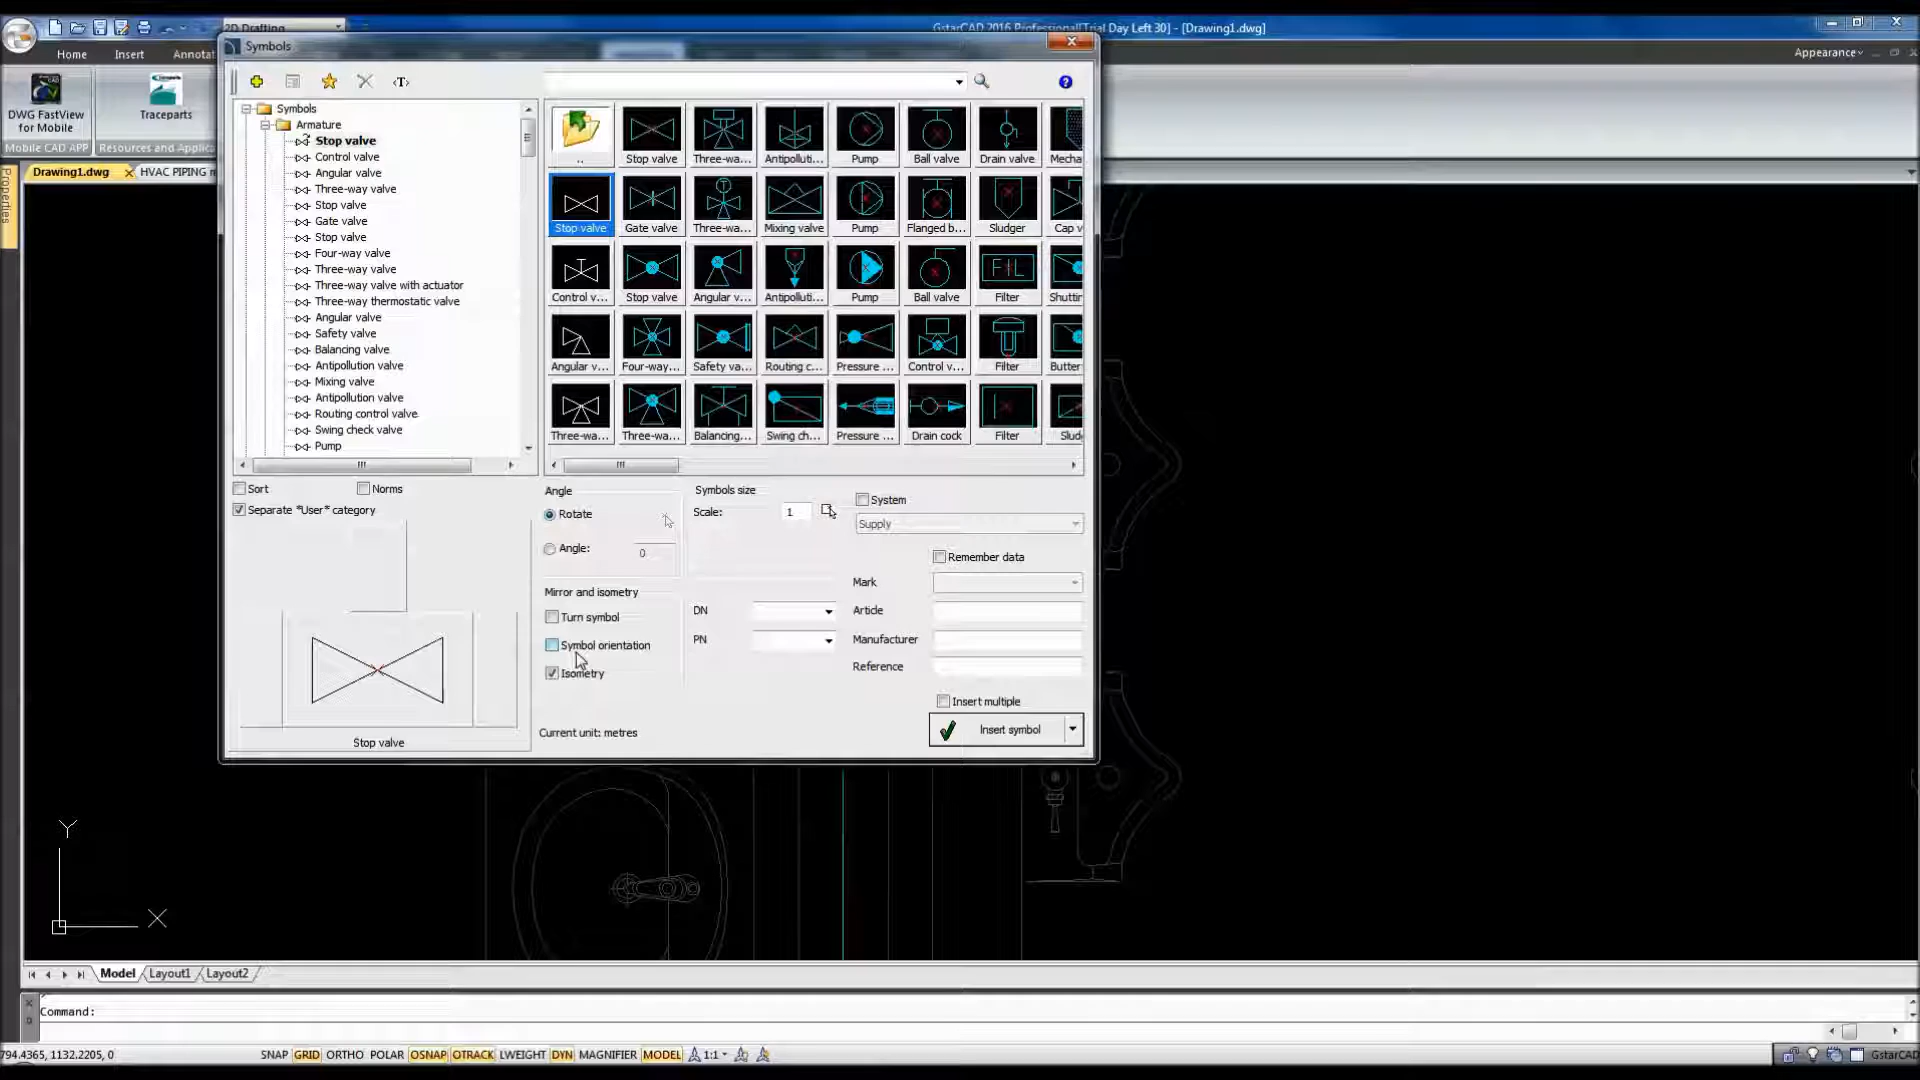 2D Drafting
GstarCAD 2016 Professional[Trial Day Left 30] - [Drawing1.dwg]
Home Insert Annotat
Appearance
Symbols
<T>
DWG FastView
for Mobile
Traceparts
Mobile CAD APP Resources and Applica
Drawing1.dwg HVAC PIPING
Properties
Symbols
Armature
Stop valve
Control valve
Angular valve
Three-way valve
Stop valve
Gate valve
Stop valve
Four-way valve
Three-way valve
Three-way valve with actuator
Three-way thermostatic valve
Angular valve
Safety valve
Balancing valve
Antipollution valve
Mixing valve
Antipollution valve
Routing control valve
Swing check valve
Pump
.. Stop valve Three-wa... Antipolluti... Pump Ball valve Drain valve Mecha
Stop valve Gate valve Three-wa... Mixing valve Pump Flanged b... Sludger Cap v
Control v... Stop valve Angular v... Antipolluti... Pump Ball valve Filter Shuttin
Angular v... Four-way... Safety va... Routing c... Pressure ... Control v... Filter Butter
Three-wa... Three-wa... Balancing... Swing ch... Pressure ... Drain cock Filter Slud
Sort Norms
Separate *User* category
Stop valve
Angle
Rotate
Angle: 0
Mirror and isometry
Turn symbol
Symbol orientation
Isometry
Current unit: metres
Symbols size
Scale: 1
DN
PN
System
Supply
Remember data
Mark
Article
Manufacturer
Reference
Insert multiple
Insert symbol
Y
X
Model Layout1 Layout2
Command:
794.4365, 1132.2205, 0 SNAP GRID ORTHO POLAR OSNAP OTRACK LWEIGHT DYN MAGNIFIER MODEL 1:1 GstarCAD